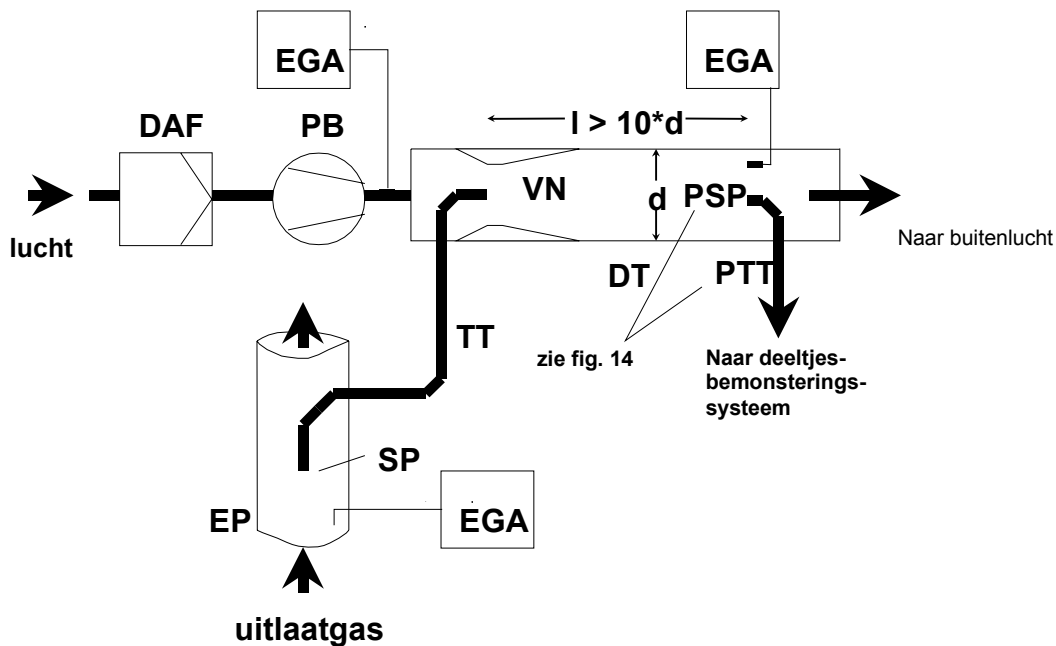 EGA
EGA
DAF
PB
l > 10*d
VN
d
PSP
lucht
Naar buitenlucht
DT
PTT
TT
zie fig. 14
Naar deeltjes-
bemonsterings-
systeem
SP
EP
EGA
uitlaatgas